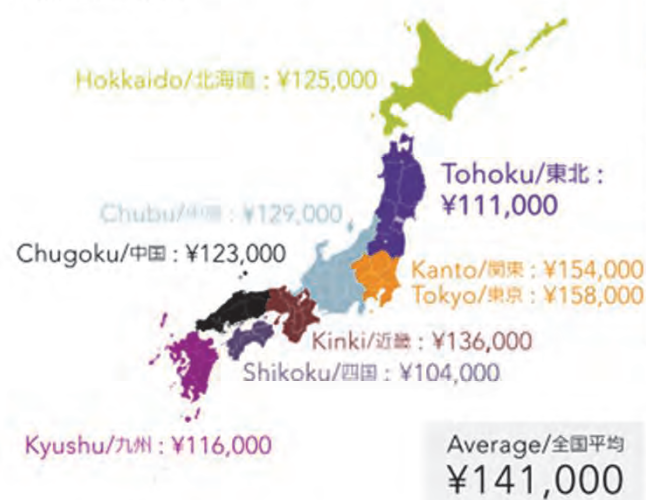 Hokkaido/北海道 : ¥125,000
Tohoku/東北 :
¥111,000
Chubu/中部 : ¥129,000
Chugoku/中国 : ¥123,000
Kanto/関東 : ¥154,000
Tokyo/東京 : ¥158,000
Kinki/近畿 : ¥136,000
Shikoku/四国 : ¥104,000
Kyushu/九州 : ¥116,000
Average/全国平均
¥141,000